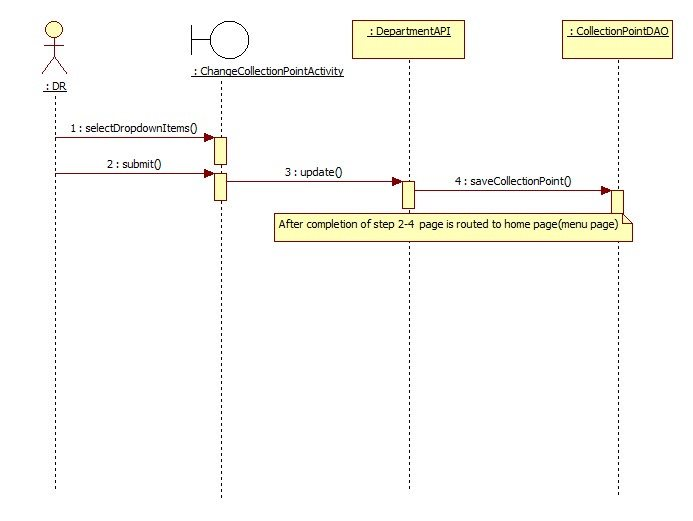 : DepartmentAPI
: CollectionPointDAO
: ChangeCollectionPointActivity
: DR
1 : selectDropdownItems()
2 : submit()
3 : update()
4 : saveCollectionPoint()
After completion of step 2-4 page is routed to home page(menu page)